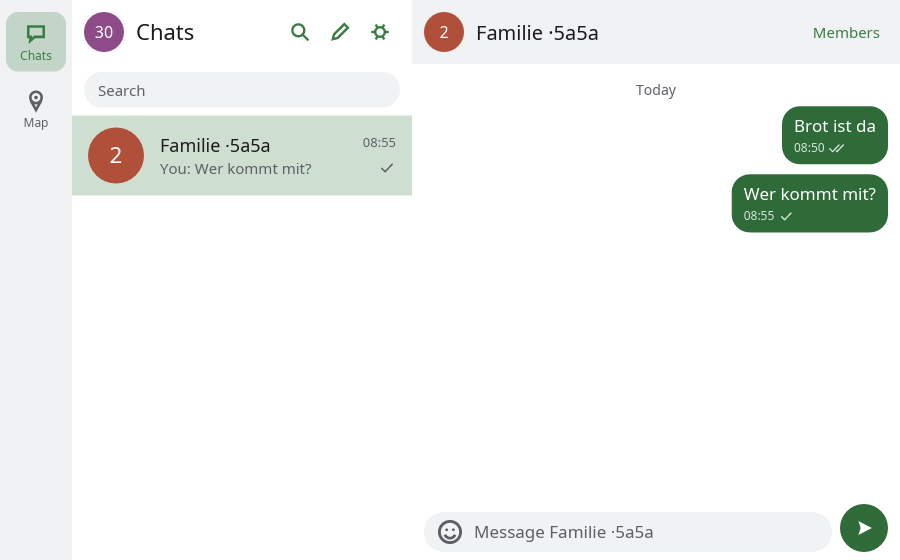 Chats
Map
30
Chats
Search
2
Familie ·5a5a
08:55
You: Wer kommt mit?
2
Familie ·5a5a
Members
Today
Brot ist da
08:50
Wer kommt mit?
08:55
Message Familie ·5a5a